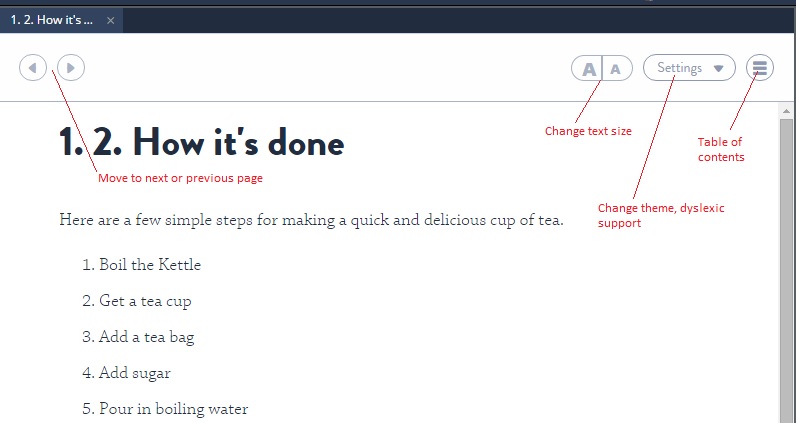 1. 2. How it's ... ×
A A Settings
Change text size
Table of
contents
1. 2. How it's done
Move to next or previous page
Change theme, dyslexic
support
Here are a few simple steps for making a quick and delicious cup of tea.
1. Boil the Kettle
2. Get a tea cup
3. Add a tea bag
4. Add sugar
5. Pour in boiling water